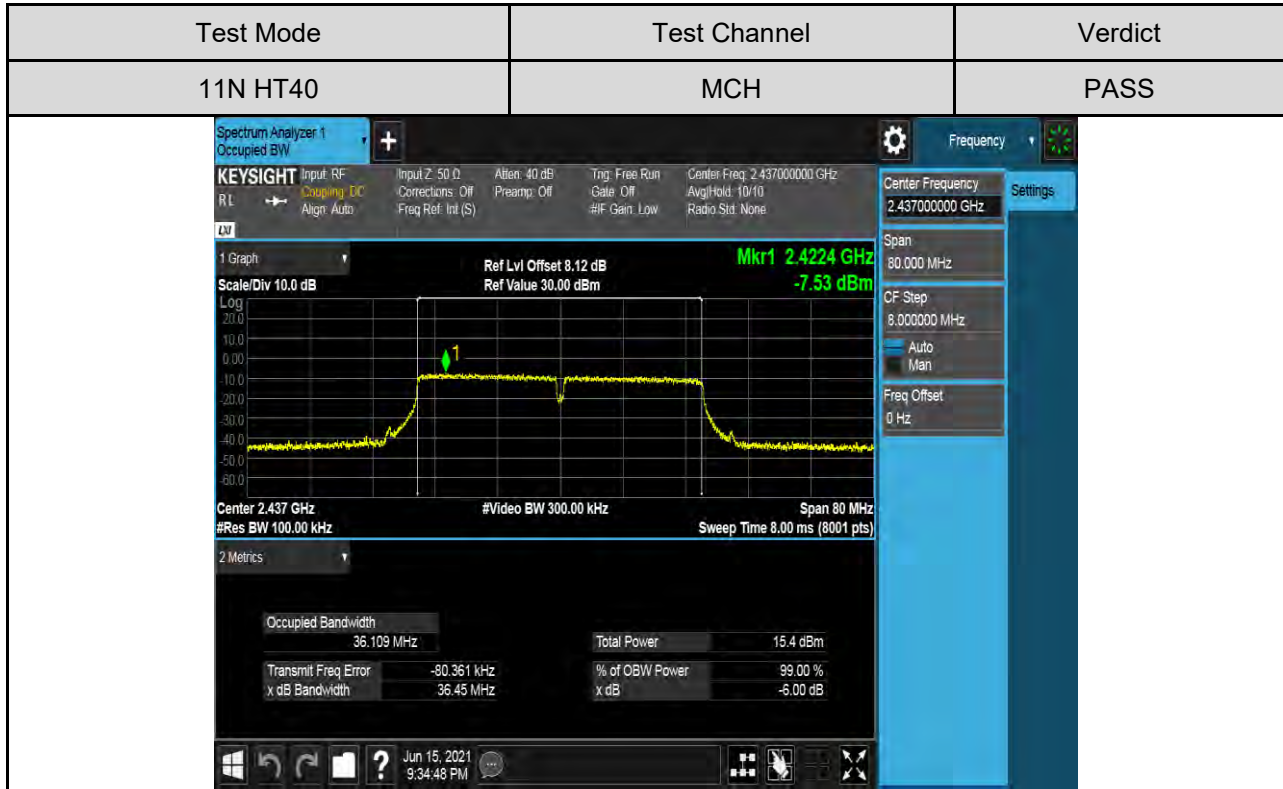 Test Mode Test Channel Verdict
11N HT40 MCH PASS
Spectrum Analyzer 1
Occupied BW
Frequency
KEYSIGHT Input: RF Input Z: 50 Ω Atten: 40 dB Trig: Free Run Center Freq: 2.437000000 GHz
RL Coupling: DC Corrections: Off Preamp: Off Gate: Off Avg|Hold: 10/10
Align: Auto Freq Ref: Int (S) #IF Gain: Low Radio Std: None
LXI
Center Frequency
2.437000000 GHz
Settings
Span
80.000 MHz
CF Step
8.000000 MHz
Auto
Man
Freq Offset
0 Hz
1 Graph Ref Lvl Offset 8.12 dB Mkr1 2.4224 GHz
Scale/Div 10.0 dB Ref Value 30.00 dBm -7.53 dBm
Log
20.0
10.0
0.00
-10.0
-20.0
-30.0
-40.0
-50.0
-60.0
1
Center 2.437 GHz #Video BW 300.00 kHz Span 80 MHz
#Res BW 100.00 kHz Sweep Time 8.00 ms (8001 pts)
2 Metrics
Occupied Bandwidth
36.109 MHz Total Power 15.4 dBm
Transmit Freq Error -80.361 kHz % of OBW Power 99.00 %
x dB Bandwidth 36.45 MHz x dB -6.00 dB
? Jun 15, 2021
9:34:48 PM